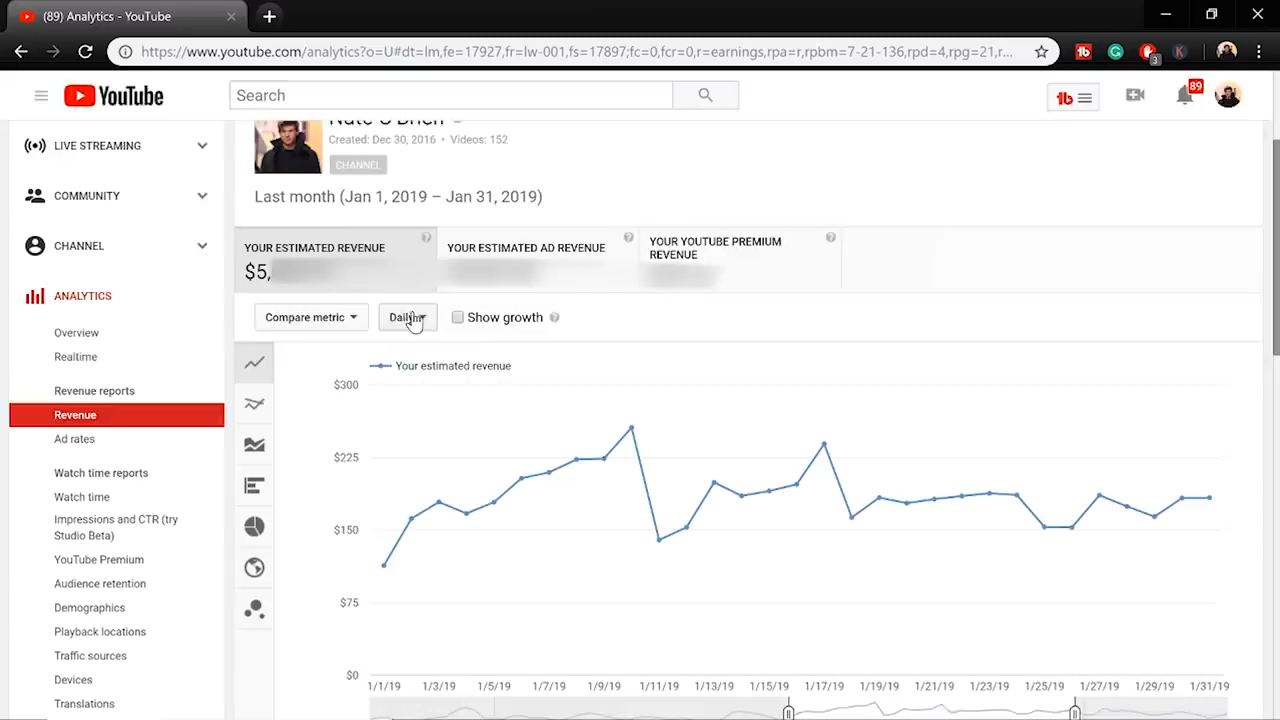 (89) Analytics - YouTube
https://www.youtube.com/analytics?o=U#dt=lm,fe=17927,fr=lw-001,fs=17897;fc=0,fcr=0,r=earnings,rpa=r,rpbm=7-21-136,rpd=4,rpg=21,r...
3
YouTube
Search
89
LIVE STREAMING
COMMUNITY
CHANNEL
ANALYTICS
Overview
Realtime
Revenue reports
Revenue
Ad rates
Watch time reports
Watch time
Impressions and CTR (try
Studio Beta)
YouTube Premium
Audience retention
Demographics
Playback locations
Traffic sources
Devices
Translations
Created: Dec 30, 2016 • Videos: 152
CHANNEL
Last month (Jan 1, 2019 – Jan 31, 2019)
YOUR ESTIMATED REVENUE
$5,
YOUR ESTIMATED AD REVENUE
YOUR YOUTUBE PREMIUM
REVENUE
Compare metric
Daily
Show growth
Your estimated revenue
$300
$225
$150
$75
$0
1/1/19 1/3/19 1/5/19 1/7/19 1/9/19 1/11/19 1/13/19 1/15/19 1/17/19 1/19/19 1/21/19 1/23/19 1/25/19 1/27/19 1/29/19 1/31/19